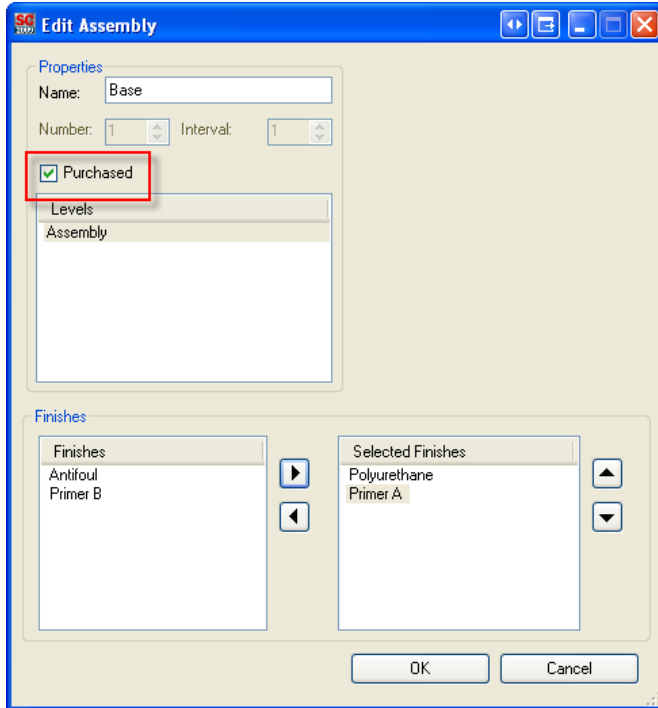 SC 2009 Edit Assembly
Properties
Name: Base
Number: 1 Interval: 1
Purchased
Levels
Assembly
Finishes
Finishes
Antifoul
Primer B
Selected Finishes
Polyurethane
Primer A
OK Cancel